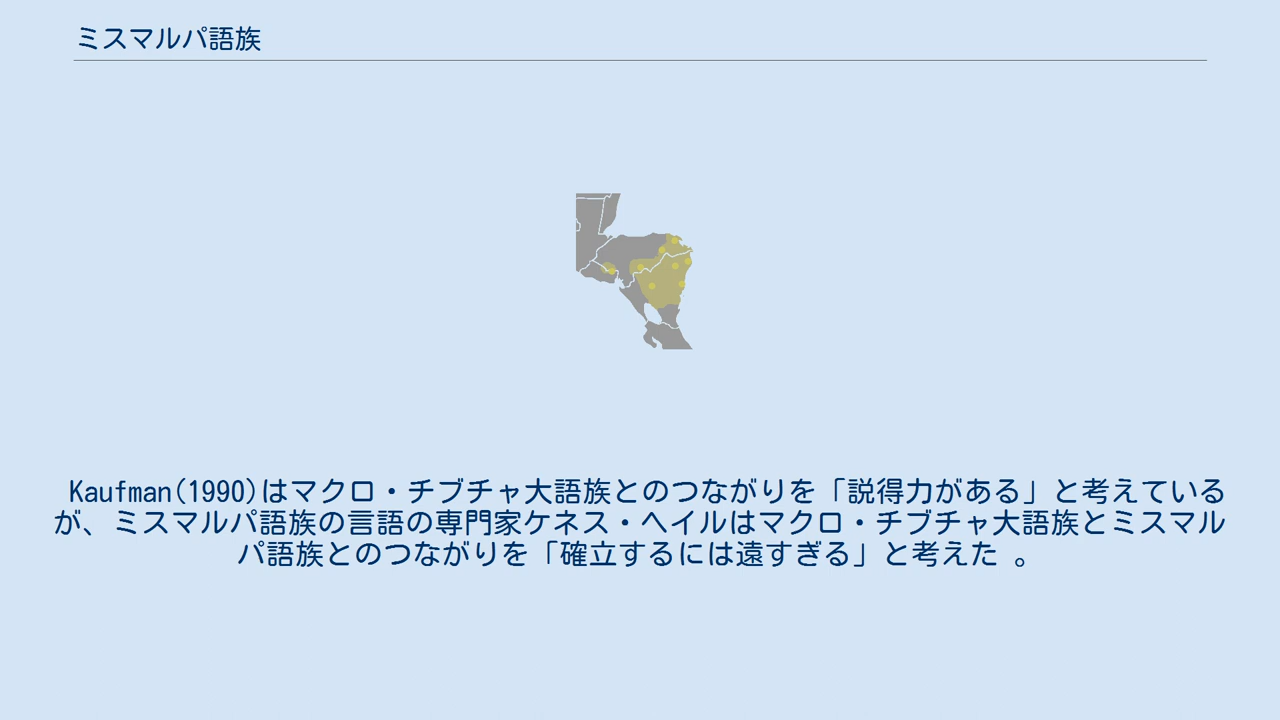 ミスマルパ語族
Kaufman(1990)はマクロ・チブチャ大語族とのつながりを「説得力がある」と考えている
が、ミスマルパ語族の言語の専門家ケネス・ヘイルはマクロ・チブチャ大語族とミスマル
パ語族とのつながりを「確立するには遠すぎる」と考えた 。